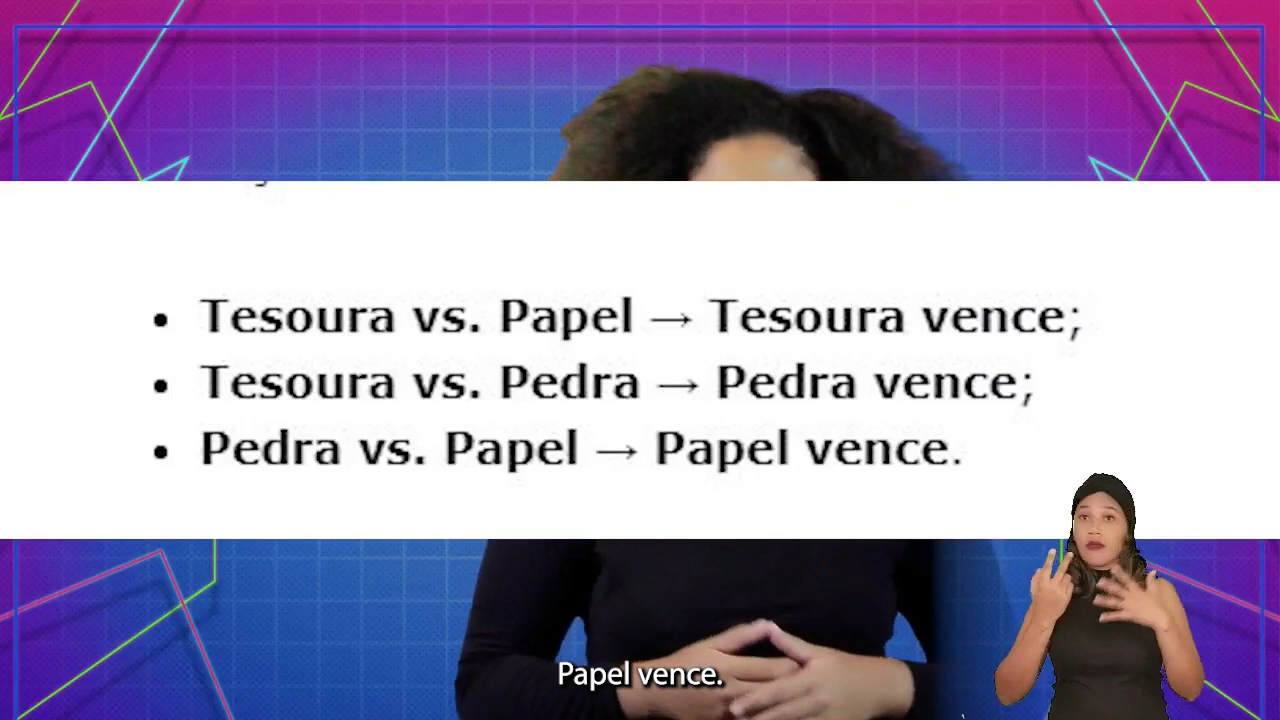 • Tesoura vs. Papel → Tesoura vence;
• Tesoura vs. Pedra → Pedra vence;
• Pedra vs. Papel → Papel vence.
Papel vence.